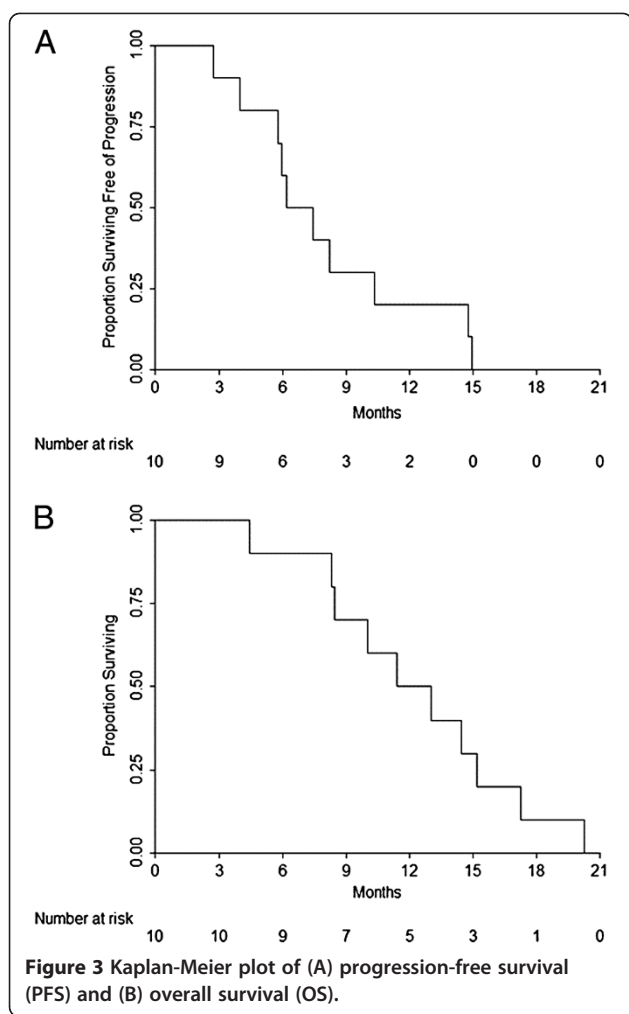 A
Proportion Surviving Free of Progression
1.00
0.75
0.50
0.25
0.00
0 3 6 9 12 15 18 21
Months
Number at risk
10 9 6 3 2 0 0 0
B
Proportion Surviving
1.00
0.75
0.50
0.25
0.00
0 3 6 9 12 15 18 21
Months
Number at risk
10 10 9 7 5 3 1 0
Figure 3 Kaplan-Meier plot of (A) progression-free survival
(PFS) and (B) overall survival (OS).